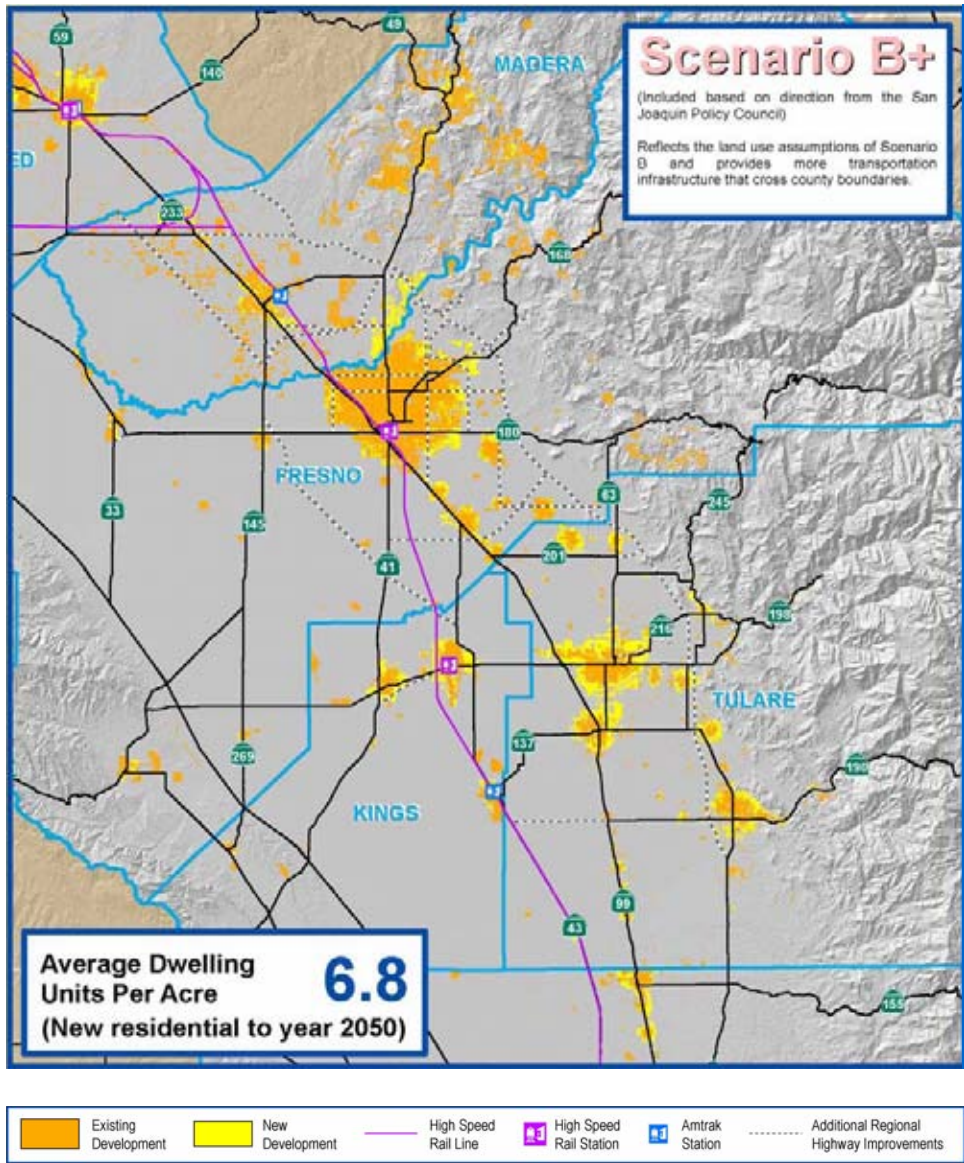 59
49
140
MADERA
Scenario B+
(Included based on direction from the San
Joaquin Policy Council)
Reflects the land use assumptions of Scenario
B and provides more transportation
infrastructure that cross county boundaries.
ED
233
168
180
FRESNO
33
145
63
245
41
201
216
198
TULARE
137
269
190
KINGS
99
43
155
Average Dwelling
Units Per Acre
6.8
(New residential to year 2050)
Existing
Development
New
Development
High Speed
Rail Line
High Speed
Rail Station
Amtrak
Station
Additional Regional
Highway Improvements